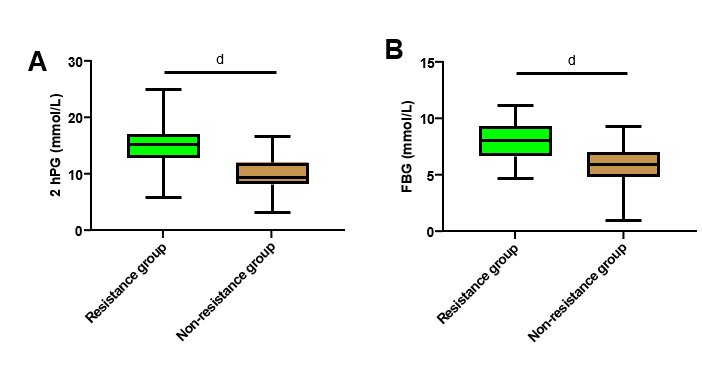 A
2 hPG (mmol/L)
30
20
10
0
d
Resistance group
Non-resistance group
B
FBG (mmol/L)
15
10
5
0
d
Resistance group
Non-resistance group